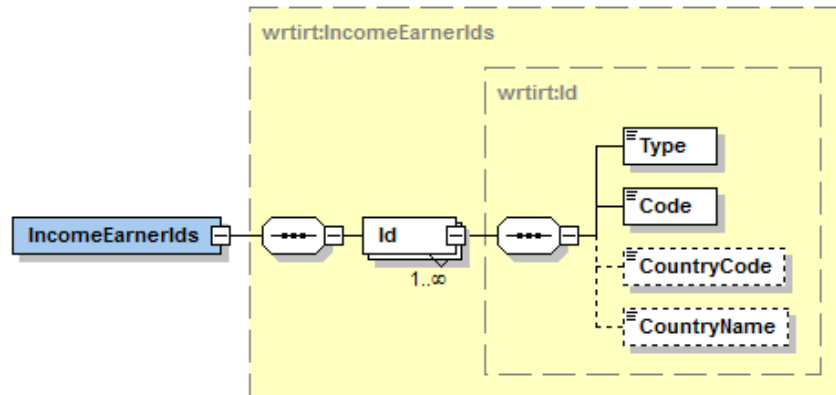 wrtirt:IncomeEarnerIds
wrtirt:Id
Type
Code
IncomeEarnerIds
Id
CountryCode
1..∞
CountryName